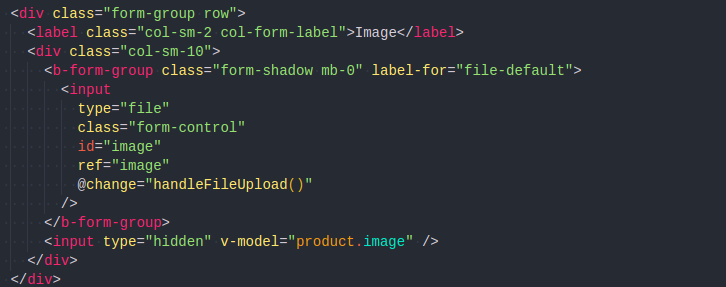 <div class="form-group row">
<label class="col-sm-2 col-form-label">Image</label>
<div class="col-sm-10">
<b-form-group class="form-shadow mb-0" label-for="file-default">
<input
type="file"
class="form-control"
id="image"
ref="image"
@change="handleFileUpload()"
/>
</b-form-group>
<input type="hidden" v-model="product.image" />
</div>
</div>